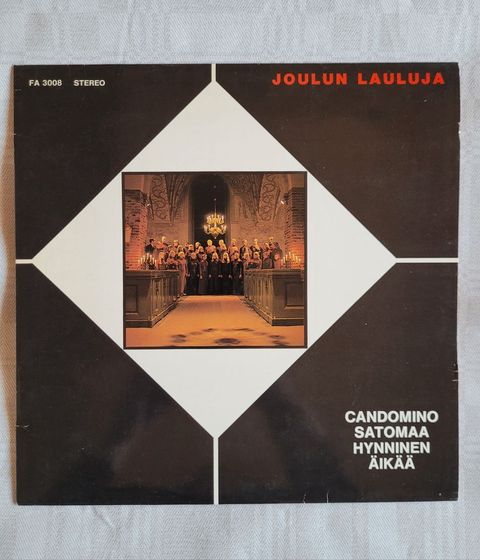 FA 3008 STEREO
JOULUN LAULUJA
CANDOMINO
SATOMAA
HYNNINEN
ÄIKÄÄ